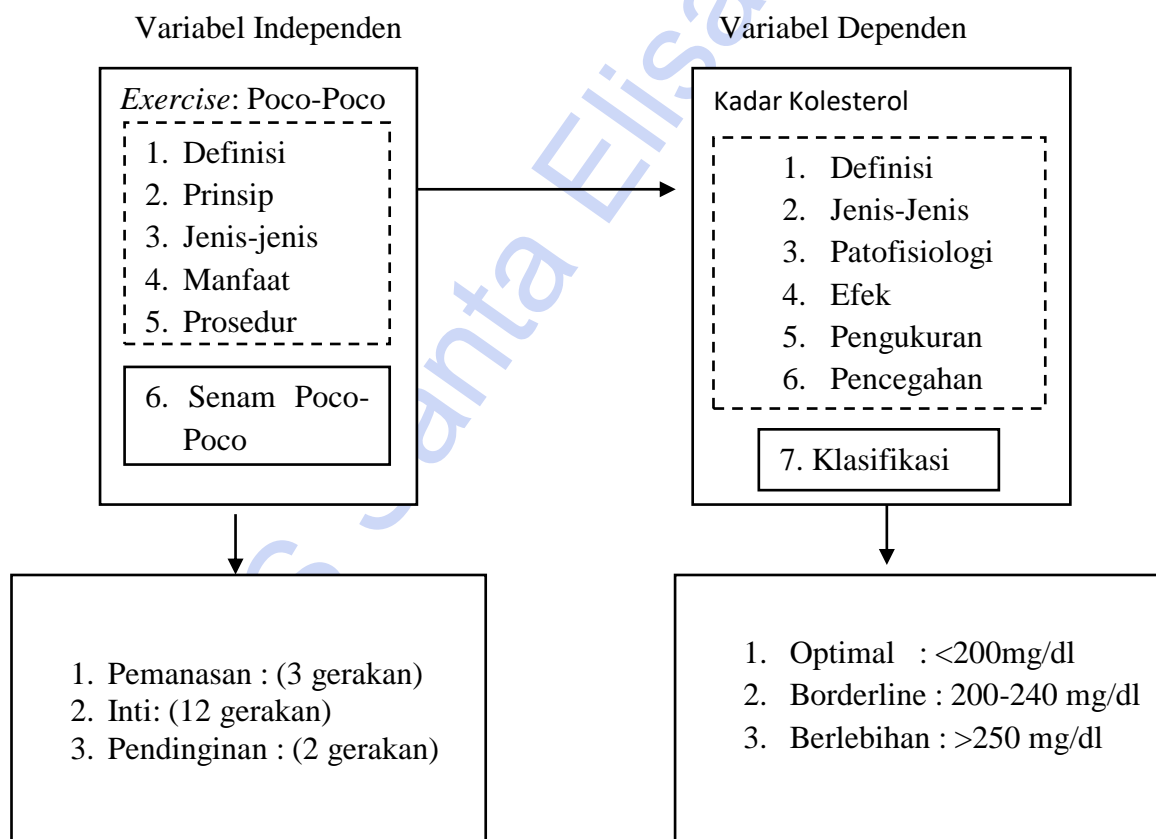 Variabel Independen
Variabel Dependen
Exercise: Poco-Poco
1. Definisi
2. Prinsip
3. Jenis-jenis
4. Manfaat
5. Prosedur
6. Senam Poco-
Poco
Kadar Kolesterol
1. Definisi
2. Jenis-Jenis
3. Patofisiologi
4. Efek
5. Pengukuran
6. Pencegahan
7. Klasifikasi
1. Pemanasan : (3 gerakan)
2. Inti: (12 gerakan)
3. Pendinginan : (2 gerakan)
1. Optimal : <200mg/dl
2. Borderline : 200-240 mg/dl
3. Berlebihan : >250 mg/dl
Santa